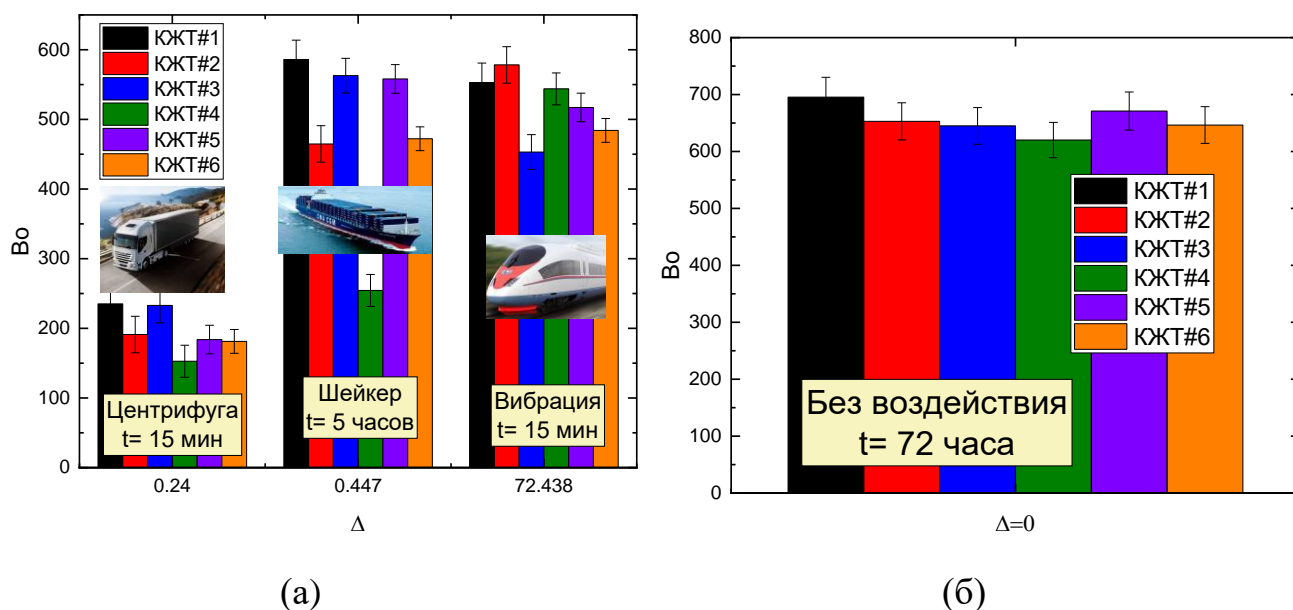 КЖТ#1
КЖТ#2
КЖТ#3
КЖТ#4
КЖТ#5
КЖТ#6
600
500
400
300
200
100
0
Bo
Центрифуга
t= 15 мин
Шейкер
t= 5 часов
Вибрация
t= 15 мин
0.24
0.447
72.438
Δ
(а)
800
700
600
500
400
300
200
100
0
Bo
КЖТ#1
КЖТ#2
КЖТ#3
КЖТ#4
КЖТ#5
КЖТ#6
Без воздействия
t= 72 часа
Δ=0
(б)